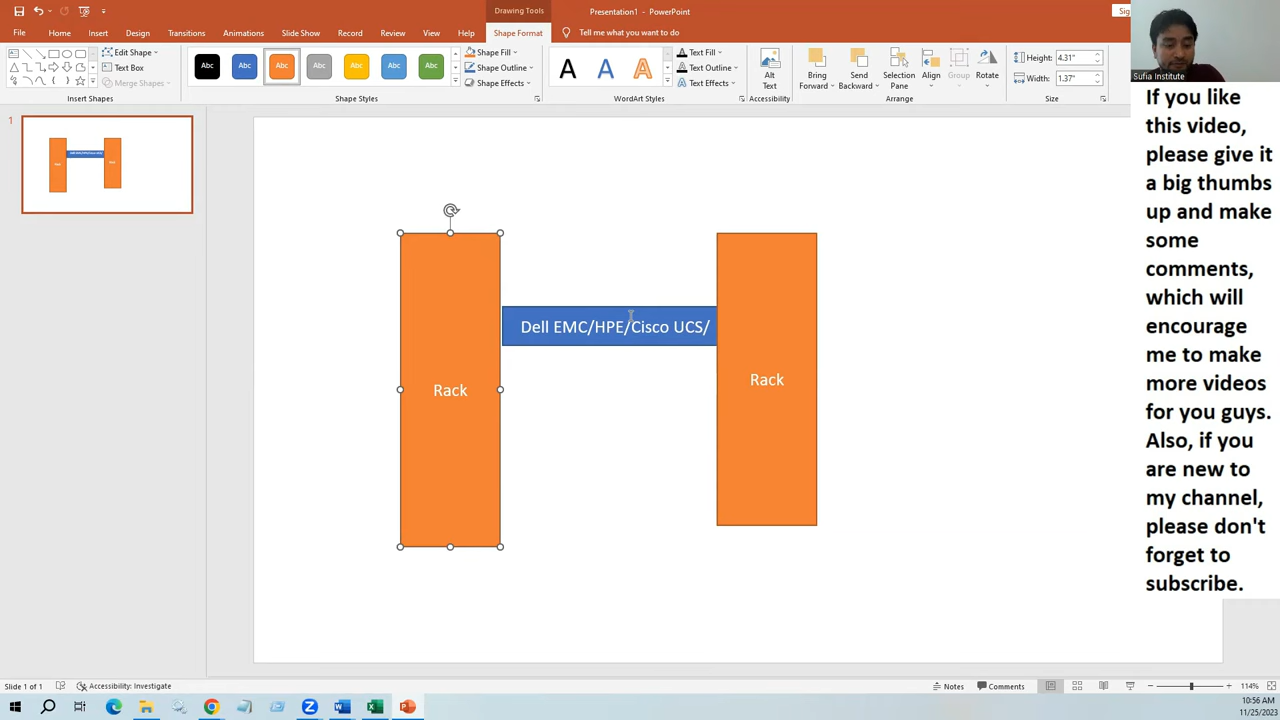 Drawing Tools
Presentation1 - PowerPoint
File
Home
Insert
Design
Transitions
Animations
Slide Show
Record
Review
View
Help
Shape Format
Tell me what you want to do
Edit Shape
Text Box
Merge Shapes
Insert Shapes
Abc
Abc
Abc
Abc
Abc
Abc
Abc
Shape Fill
Shape Outline
Shape Effects
Shape Styles
A
A
A
Text Fill
Text Outline
Text Effects
WordArt Styles
Alt
Text
Accessibility
Bring
Forward
Send
Backward
Selection
Pane
Align
Group
Rotate
Arrange
Height:
4.31"
Width:
1.37"
Size
Sufia Institute
1
Rack
Dell EMC/HPE/Cisco UCS/
Rack
If you like
this video,
please give it
a big thumbs
up and make
some
comments,
which will
encourage
me to make
more videos
for you guys.
Also, if you
are new to
my channel,
please don't
forget to
subscribe.
Slide 1 of 1
Accessibility: Investigate
Notes
Comments
114%
10:56 AM
11/25/2023